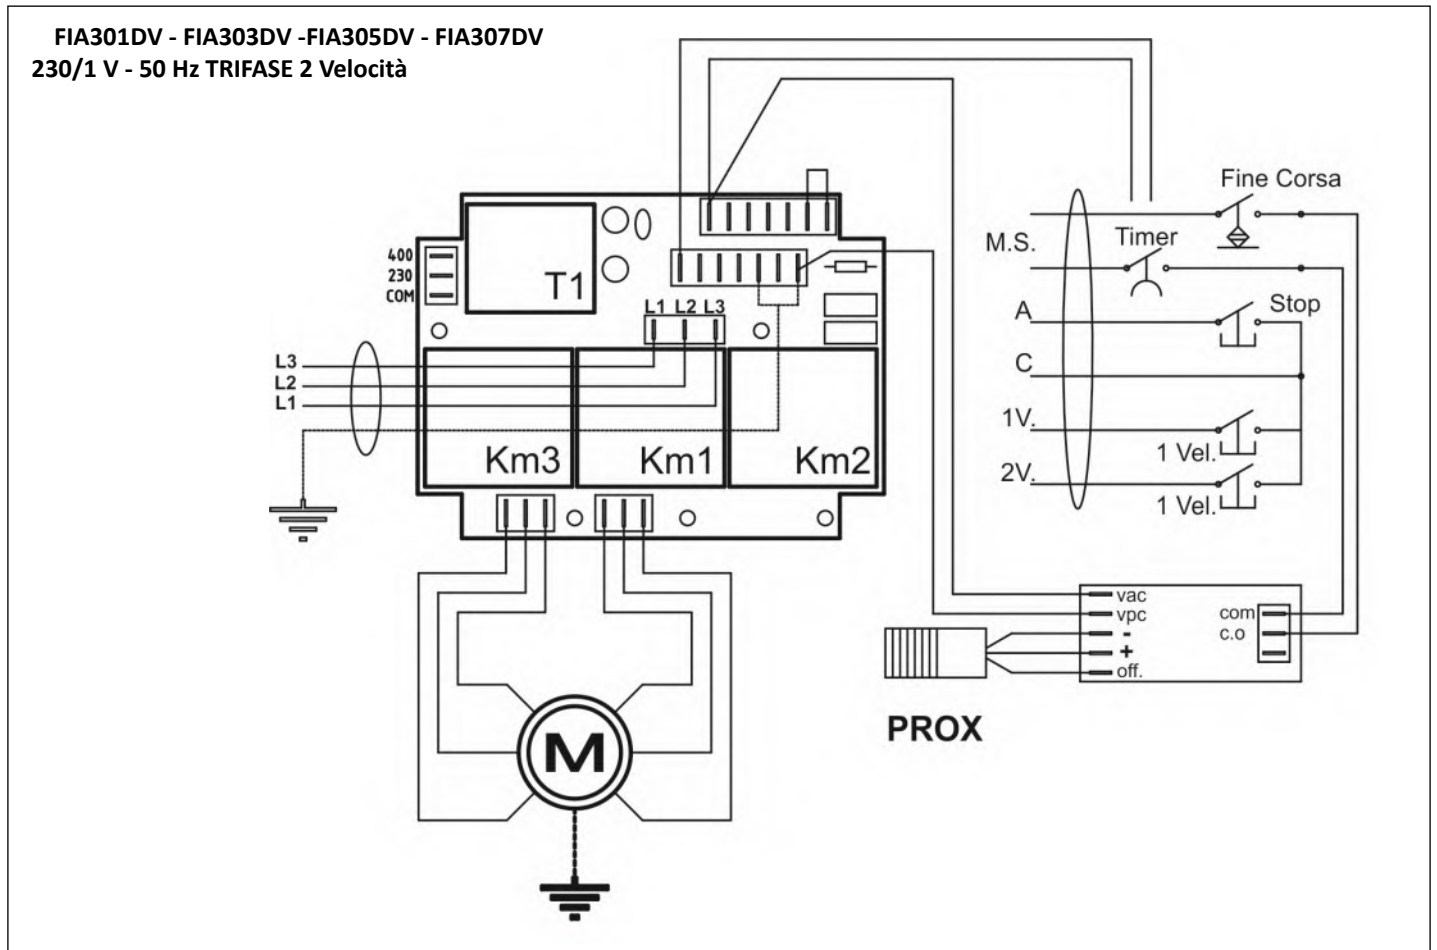 FIA301DV - FIA303DV -FIA305DV - FIA307DV
230/1 V - 50 Hz TRIFASE 2 Velocità
Fine Corsa
M.S.
Timer
400
230
COM
T1
A
Stop
L1 L2 L3
C
L3
L2
L1
1V.
1 Vel.
Km3
Km1
Km2
2V.
1 Vel.
vac
vpc
-
+
off.
com
c.o
PROX
M